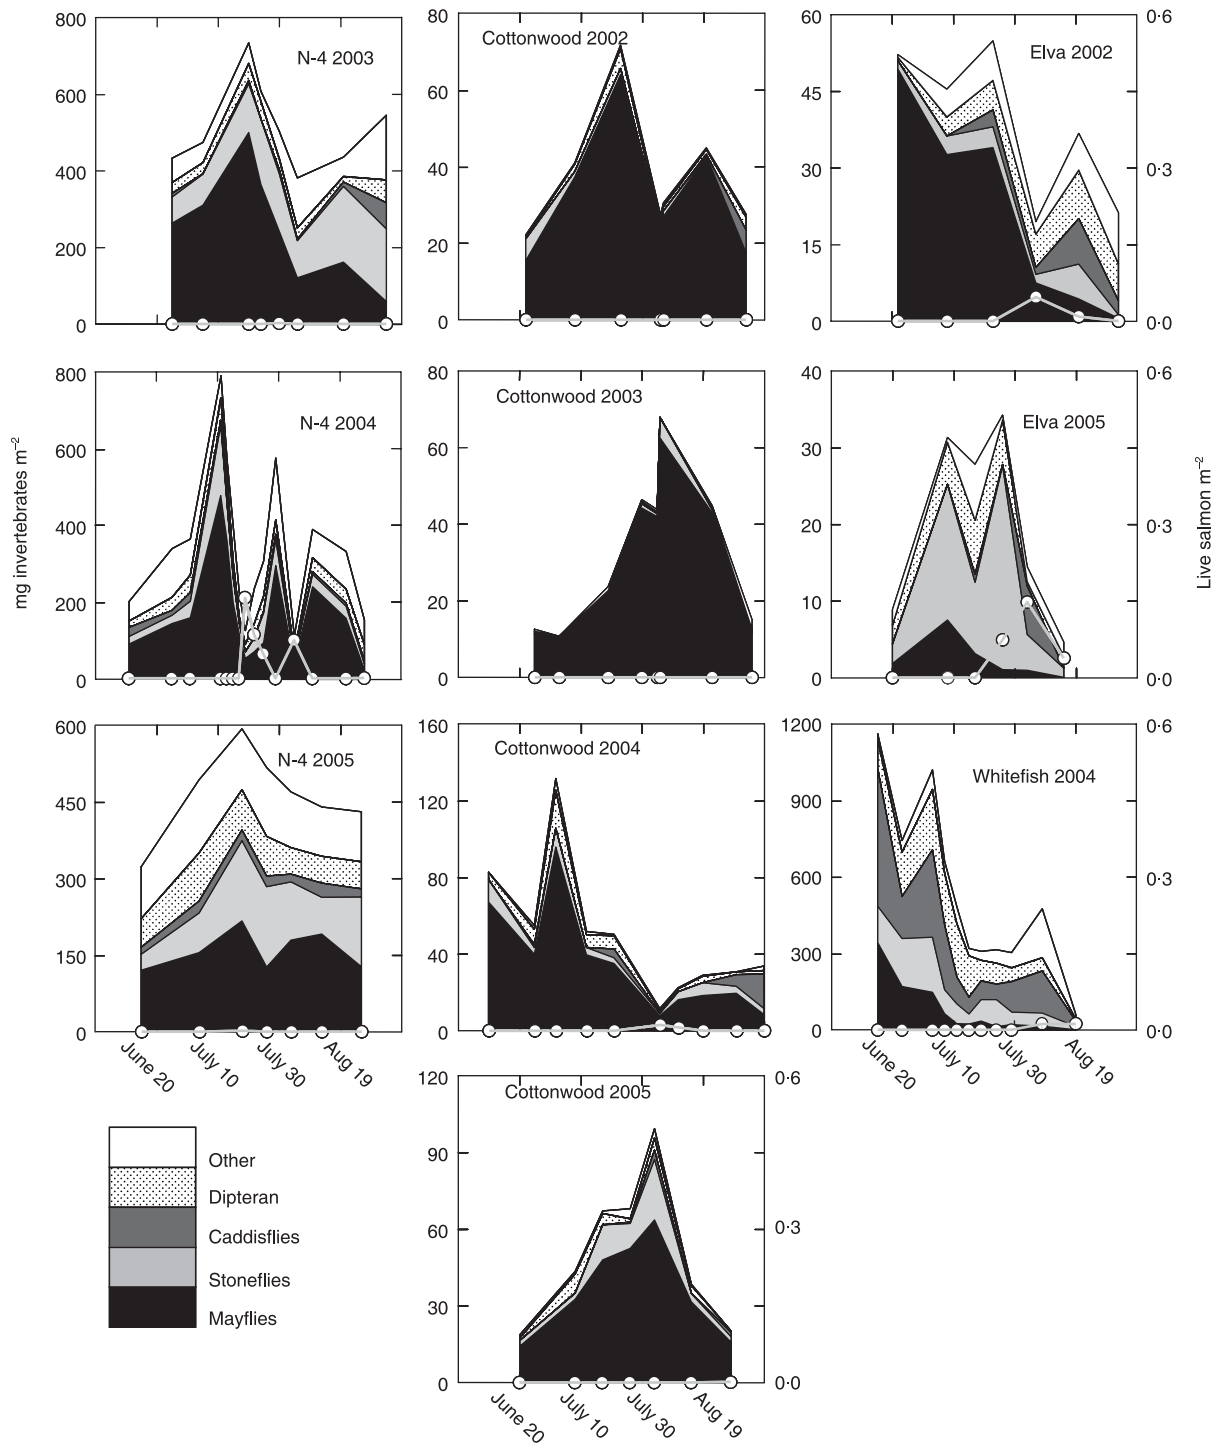 800
600
400
200
0
N-4 2003
80
60
40
20
0
Cottonwood 2002
60
45
30
15
0
Elva 2002
0·6
0·3
0·0
800
600
400
200
0
N-4 2004
80
60
40
20
0
Cottonwood 2003
40
30
20
10
0
Elva 2005
0·6
0·3
0·0
mg invertebrates m⁻²
Live salmon m⁻²
600
450
300
150
0
N-4 2005
June 20
July 10
July 30
Aug 19
160
120
80
40
0
Cottonwood 2004
1200
900
600
300
0
Whitefish 2004
0·6
0·3
0·0
June 20
July 10
July 30
Aug 19
120
90
60
30
0
Cottonwood 2005
0·6
0·3
0·0
June 20
July 10
July 30
Aug 19
Other
Dipteran
Caddisflies
Stoneflies
Mayflies